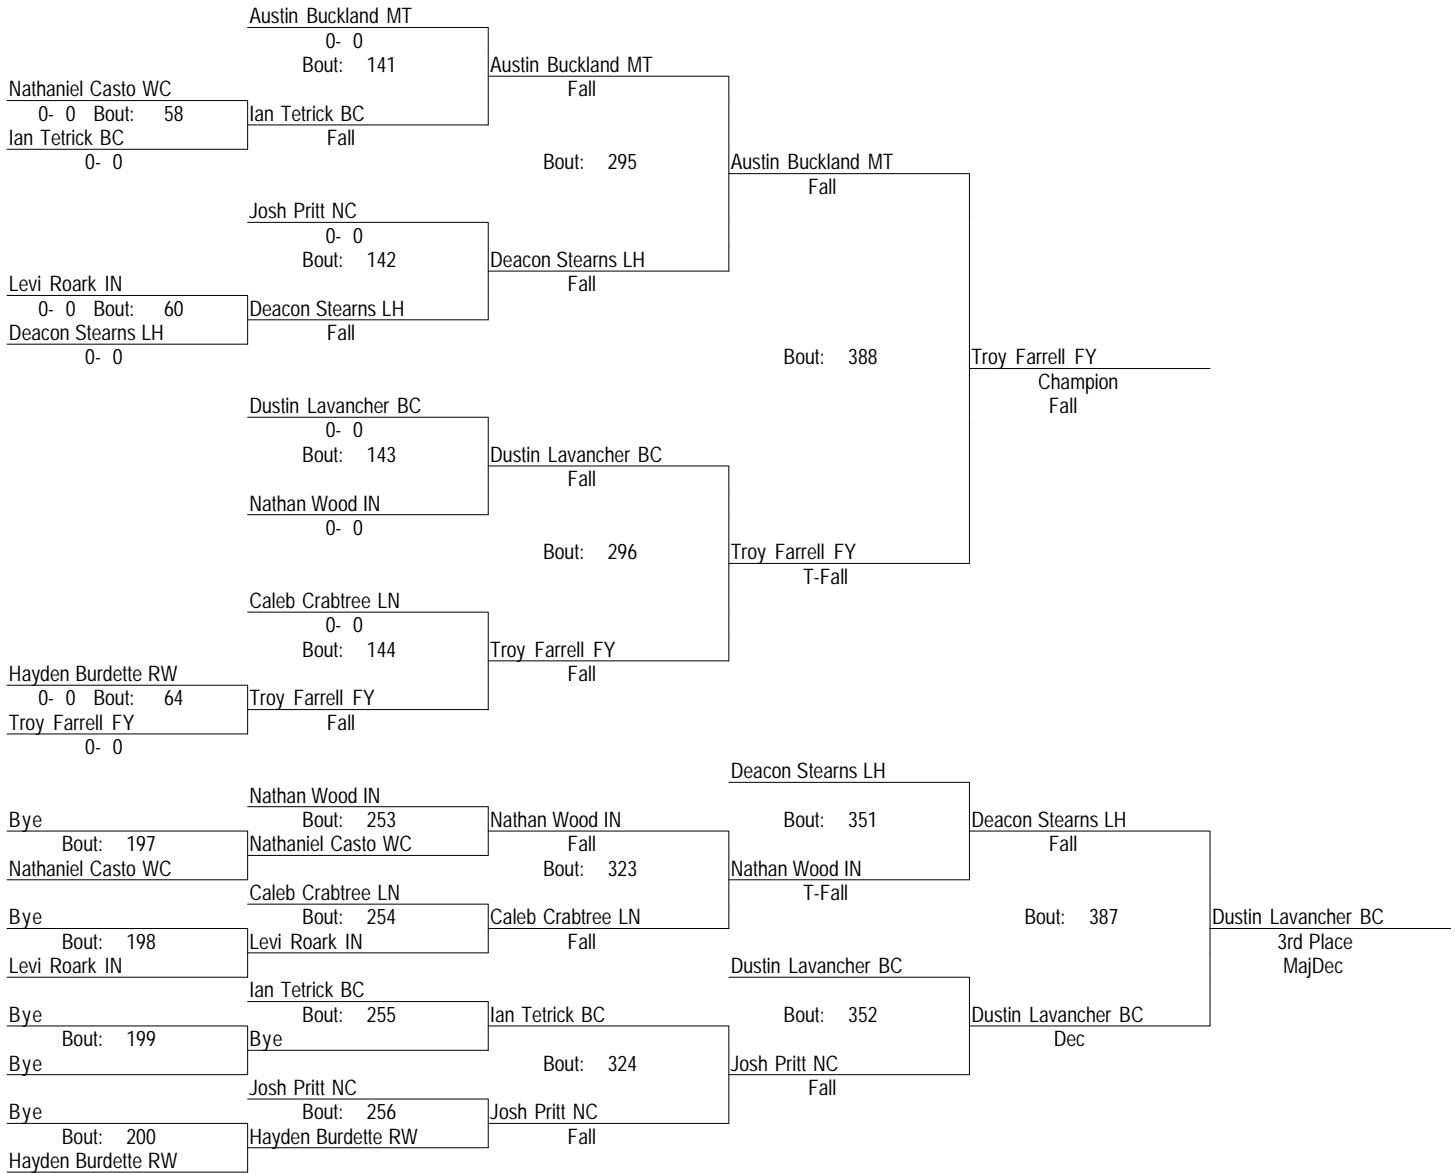 Austin Buckland MT
0- 0
Bout: 141
Austin Buckland MT
Fall
Nathaniel Casto WC
0- 0 Bout: 58
Ian Tetrick BC
Ian Tetrick BC
Fall
0- 0
Bout: 295
Austin Buckland MT
Fall
Josh Pritt NC
0- 0
Bout: 142
Deacon Stearns LH
Fall
Levi Roark IN
0- 0 Bout: 60
Deacon Stearns LH
Deacon Stearns LH
Fall
0- 0
Bout: 388
Troy Farrell FY
Champion
Fall
Dustin Lavancher BC
0- 0
Bout: 143
Dustin Lavancher BC
Fall
Nathan Wood IN
0- 0
Bout: 296
Troy Farrell FY
T-Fall
Caleb Crabtree LN
0- 0
Bout: 144
Troy Farrell FY
Fall
Hayden Burdette RW
0- 0 Bout: 64
Troy Farrell FY
Troy Farrell FY
Fall
0- 0
Deacon Stearns LH
Nathan Wood IN
Bye
Bout: 253
Nathan Wood IN
Bout: 351
Deacon Stearns LH
Bout: 197
Nathaniel Casto WC
Fall
Fall
Nathaniel Casto WC
Bout: 323
Nathan Wood IN
Caleb Crabtree LN
T-Fall
Bye
Bout: 254
Caleb Crabtree LN
Bout: 387
Dustin Lavancher BC
Bout: 198
Levi Roark IN
Fall
3rd Place
Levi Roark IN
Dustin Lavancher BC
MajDec
Ian Tetrick BC
Bye
Bout: 255
Ian Tetrick BC
Bout: 352
Dustin Lavancher BC
Bout: 199
Bye
Dec
Bye
Bout: 324
Josh Pritt NC
Josh Pritt NC
Fall
Bye
Bout: 256
Josh Pritt NC
Bout: 200
Hayden Burdette RW
Fall
Hayden Burdette RW